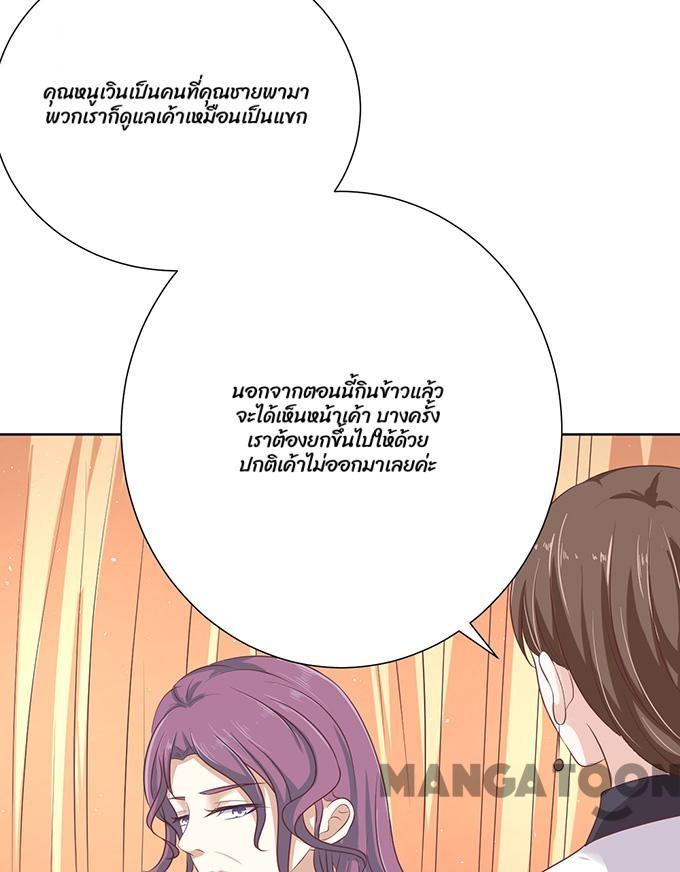 คุณหนูเวินเป็นคนที่คุณชายพามา
พวกเราก็ดูแลเค้าเหมือนเป็นแขก
นอกจากตอนนี้กินข้าวแล้ว
จะได้เห็นหน้าเค้า บางครั้ง
เราต้องยกขึ้นไปให้ด้วย
ปกติเค้าไม่ออกมาเลยค่ะ
MANGATOON